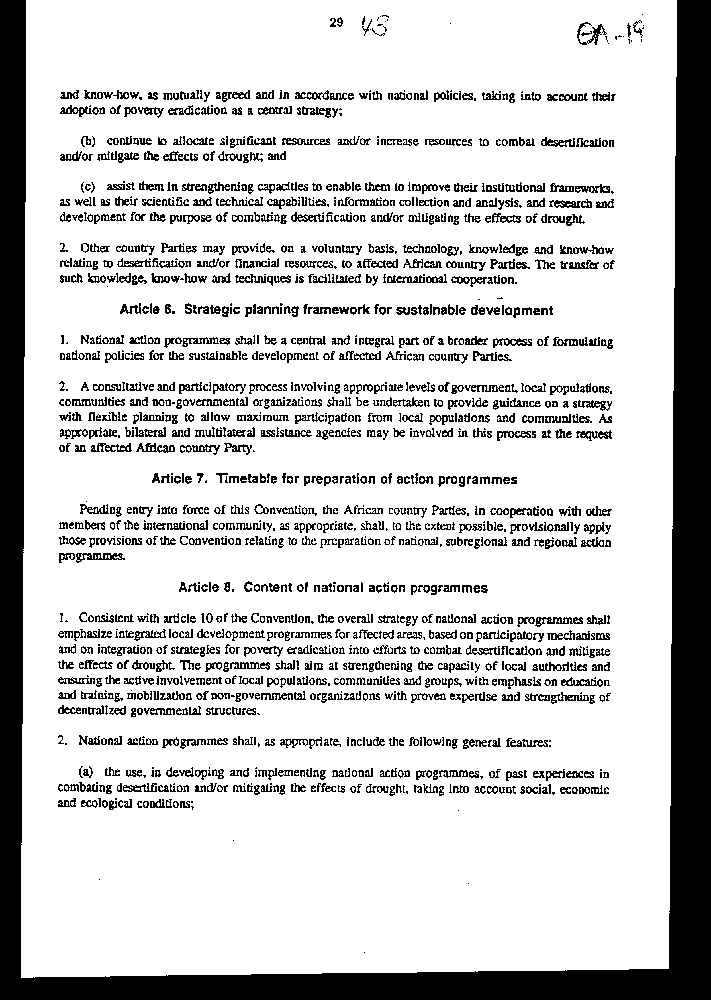 29 43
OA-19
and know-how, as mutually agreed and in accordance with national policies, taking into account their
adoption of poverty eradication as a central strategy;
(b) continue to allocate significant resources and/or increase resources to combat desertification
and/or mitigate the effects of drought; and
(c) assist them in strengthening capacities to enable them to improve their institutional frameworks,
as well as their scientific and technical capabilities, information collection and analysis, and research and
development for the purpose of combating desertification and/or mitigating the effects of drought.
2. Other country Parties may provide, on a voluntary basis, technology, knowledge and know-how
relating to desertification and/or financial resources, to affected African country Parties. The transfer of
such knowledge, know-how and techniques is facilitated by international cooperation.
Article 6. Strategic planning framework for sustainable development
1. National action programmes shall be a central and integral part of a broader process of formulating
national policies for the sustainable development of affected African country Parties.
2. A consultative and participatory process involving appropriate levels of government, local populations,
communities and non-governmental organizations shall be undertaken to provide guidance on a strategy
with flexible planning to allow maximum participation from local populations and communities. As
appropriate, bilateral and multilateral assistance agencies may be involved in this process at the request
of an affected African country Party.
Article 7. Timetable for preparation of action programmes
Pending entry into force of this Convention, the African country Parties, in cooperation with other
members of the international community, as appropriate, shall, to the extent possible, provisionally apply
those provisions of the Convention relating to the preparation of national, subregional and regional action
programmes.
Article 8. Content of national action programmes
1. Consistent with article 10 of the Convention, the overall strategy of national action programmes shall
emphasize integrated local development programmes for affected areas, based on participatory mechanisms
and on integration of strategies for poverty eradication into efforts to combat desertification and mitigate
the effects of drought. The programmes shall aim at strengthening the capacity of local authorities and
ensuring the active involvement of local populations, communities and groups, with emphasis on education
and training, mobilization of non-governmental organizations with proven expertise and strengthening of
decentralized governmental structures.
2. National action programmes shall, as appropriate, include the following general features:
(a) the use, in developing and implementing national action programmes, of past experiences in
combating desertification and/or mitigating the effects of drought, taking into account social, economic
and ecological conditions;